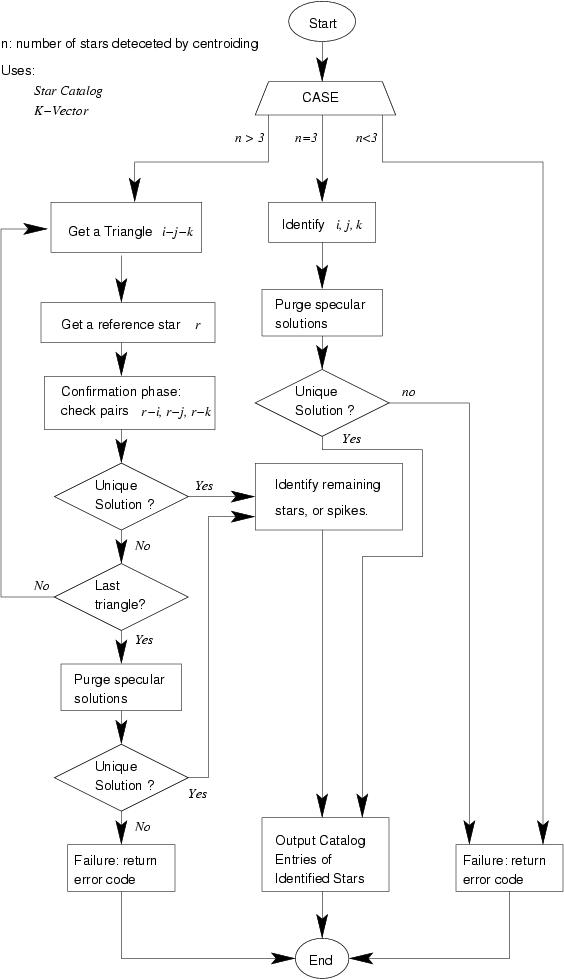 Start
n: number of stars deteceted by centroiding
Uses:
Star Catalog
K−Vector
CASE
n > 3
n=3
n<3
Get a Triangle i−j−k
Identify i, j, k
Get a reference star r
Purge specular
solutions
Confirmation phase:
check pairs r−i, r−j, r−k
Unique
Solution ?
no
Yes
Unique
Solution ?
Yes
No
Identify remaining
stars, or spikes.
Last
triangle?
No
Yes
Purge specular
solutions
Unique
Solution ?
Yes
No
Failure: return
error code
Output Catalog
Entries of
Identified Stars
Failure: return
error code
End